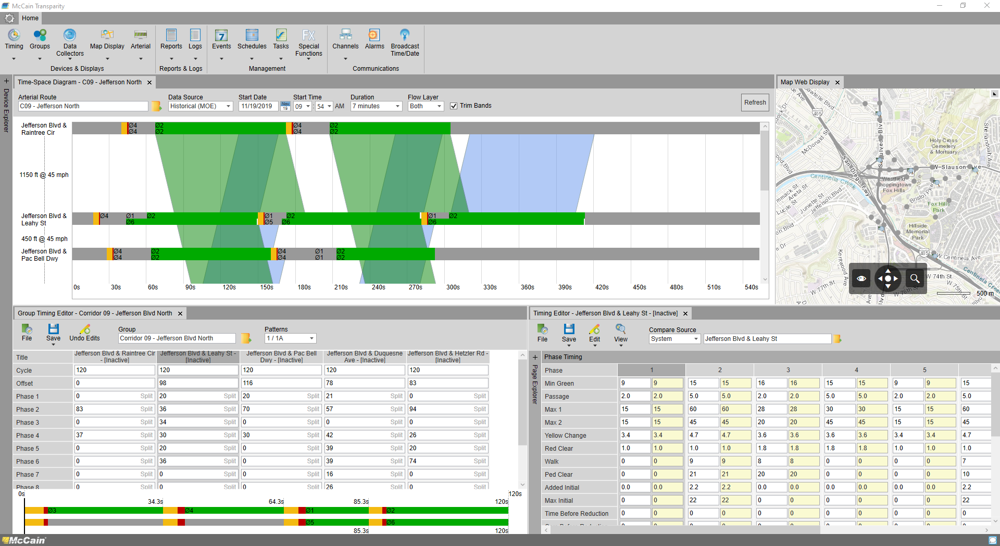 McCain Transparity
Home
Timing
Groups
Data Collectors
Map Display
Arterial
Reports
Logs
Events
Schedules
Tasks
FX
Special Functions
Channels
Alarms
Broadcast Time/Date
Devices & Displays
Reports & Logs
Management
Communications
Device Explorer
Time-Space Diagram - C09 - Jefferson North
Arterial Route
Data Source
Start Date
Start Time
Duration
Flow Layer
C09 - Jefferson North
Historical (MOE)
11/19/2019
Nov 19
09 : 54 AM
7 minutes
Both
Trim Bands
Refresh
Jefferson Blvd &
Raintree Cir
Ø4 Ø2 Ø4 Ø2
Ø4 Ø2 Ø4 Ø2
1150 ft @ 45 mph
Jefferson Blvd &
Leahy St
Ø4 Ø1 Ø2 Ø1 Ø2 Ø1 Ø2
Ø6 Ø5 Ø6 Ø6
450 ft @ 45 mph
Jefferson Blvd &
Pac Bell Dwy
Ø4 Ø2 Ø4 Ø1 Ø2
Ø4 Ø2 Ø4 Ø1 Ø2
0s 30s 60s 90s 120s 150s 180s 210s 240s 270s 300s 330s 360s 390s 420s 450s 480s 510s 540s
Map Web Display
405
McDonald St
San Diego Fwy
Holy Cross
Cemetery
& Mortuary
Shenandoah Ave
W Slauson Ave
Centinella Creek
Westfield
Shoppingtown
Fox Hills
Bristol Pkwy
Fox Hills
Park
Aneta St
Lucile St
Juniette St
Jefferson Blvd
Hillside
Memorial
Park
Kentwood Ave
405
W Centinela Ave
W 74th St
W 77th St
W 76th St
W 75th St
500 m
Group Timing Editor - Corridor 09 - Jefferson Blvd North
File
Save
Undo Edits
Group
Corridor 09 - Jefferson Blvd North
Patterns
1 / 1A
Title
Jefferson Blvd & Raintree Cir - [Inactive]
Jefferson Blvd & Leahy St - [Inactive]
Jefferson Blvd & Pac Bell Dwy - [Inactive]
Jefferson Blvd & Duquesne Ave - [Inactive]
Jefferson Blvd & Hetzler Rd - [Inactive]
Cycle 120 120 120 120 120
Offset 0 98 116 78 83
Phase 1 0 Split 20 Split 20 Split 21 Split 0 Split
Phase 2 83 Split 36 Split 70 Split 57 Split 94 Split
Phase 3 0 Split 34 Split 0 Split 0 Split 0 Split
Phase 4 37 Split 30 Split 30 Split 42 Split 26 Split
Phase 5 0 Split 20 Split 0 Split 39 Split 20 Split
Phase 6 0 Split 36 Split 0 Split 39 Split 74 Split
Phase 7 0 Split 0 Split 0 Split 16 Split 0 Split
Phase 8 0 Split 0 Split 0 Split 26 Split 0 Split
0s 120s
34.3s 64.3s 85.3s 120s
Ø3 Ø4 Ø1 Ø2
Ø5 Ø6
85.3s 120s
McCain
Timing Editor - Jefferson Blvd & Leahy St - [Inactive]
File
Save
Edit
View
Compare Source
System
Jefferson Blvd & Leahy St
Page Explorer
Phase Timing
Phase 1 2 3 4 5
Min Green 9 9 15 15 16 16 15 15 9 9 15
Passage 2.0 2.0 5.0 5.0 2.0 2.0 5.0 5.0 2.0 2.0 5.0
Max 1 15 15 60 60 28 28 30 30 15 15 60
Max 2 15 15 45 45 20 20 45 45 15 15 45
Yellow Change 3.4 3.4 4.7 4.7 3.6 3.6 3.6 3.6 3.4 3.4 4.7
Red Clear 1.0 1.0 1.0 1.0 1.8 1.8 1.8 1.8 1.0 1.0 1.0
Walk 0 0 9 9 8 8 0 0 0 0 7
Ped Clear 0 0 21 21 20 20 0 0 0 0 10
Added Initial 0.0 0.0 2.2 2.2 0.0 0.0 0.0 0.0 0.0 0.0 2.2
Max Initial 0 0 22 22 0 0 0 0 0 0 22
Time Before Reduction 0 0 0 0 0 0 0 0 0 0 0